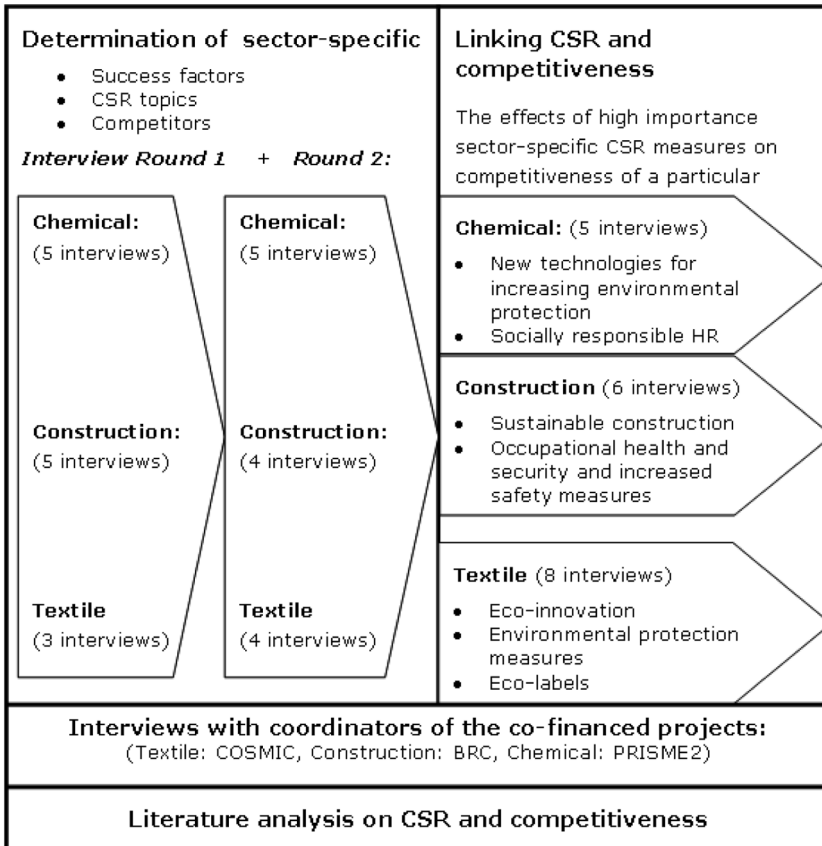 Determination of sector-specific
• Success factors
• CSR topics
• Competitors
Interview Round 1 + Round 2:
Chemical:
(5 interviews)
Construction:
(5 interviews)
Textile
(3 interviews)
Chemical:
(5 interviews)
Construction:
(4 interviews)
Textile
(4 interviews)
Linking CSR and
competitiveness
The effects of high importance
sector-specific CSR measures on
competitiveness of a particular
Chemical: (5 interviews)
• New technologies for
increasing environmental
protection
• Socially responsible HR
Construction (6 interviews)
• Sustainable construction
• Occupational health and
security and increased
safety measures
Textile (8 interviews)
• Eco-innovation
• Environmental protection
measures
• Eco-labels
Interviews with coordinators of the co-financed projects:
(Textile: COSMIC, Construction: BRC, Chemical: PRISME2)
Literature analysis on CSR and competitiveness